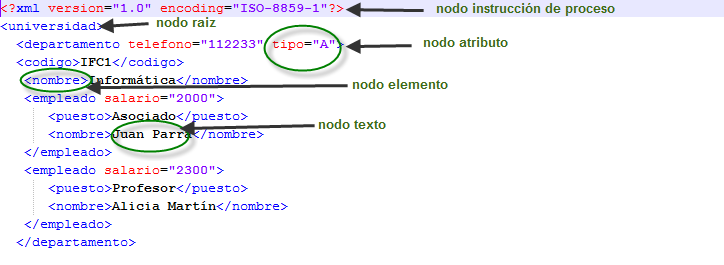 <?xml version="1.0" encoding="ISO-8859-1"?> nodo instrucción de proceso
<universidad> nodo raiz
<departamento telefono="112233" tipo="A"> nodo atributo
<codigo>IFC1</codigo>
<nombre>Informática</nombre> nodo elemento
<empleado salario="2000">
<puesto>Asociado</puesto> nodo texto
<nombre>Juan Parra</nombre>
</empleado>
<empleado salario="2300">
<puesto>Profesor</puesto>
<nombre>Alicia Martín</nombre>
</empleado>
</departamento>